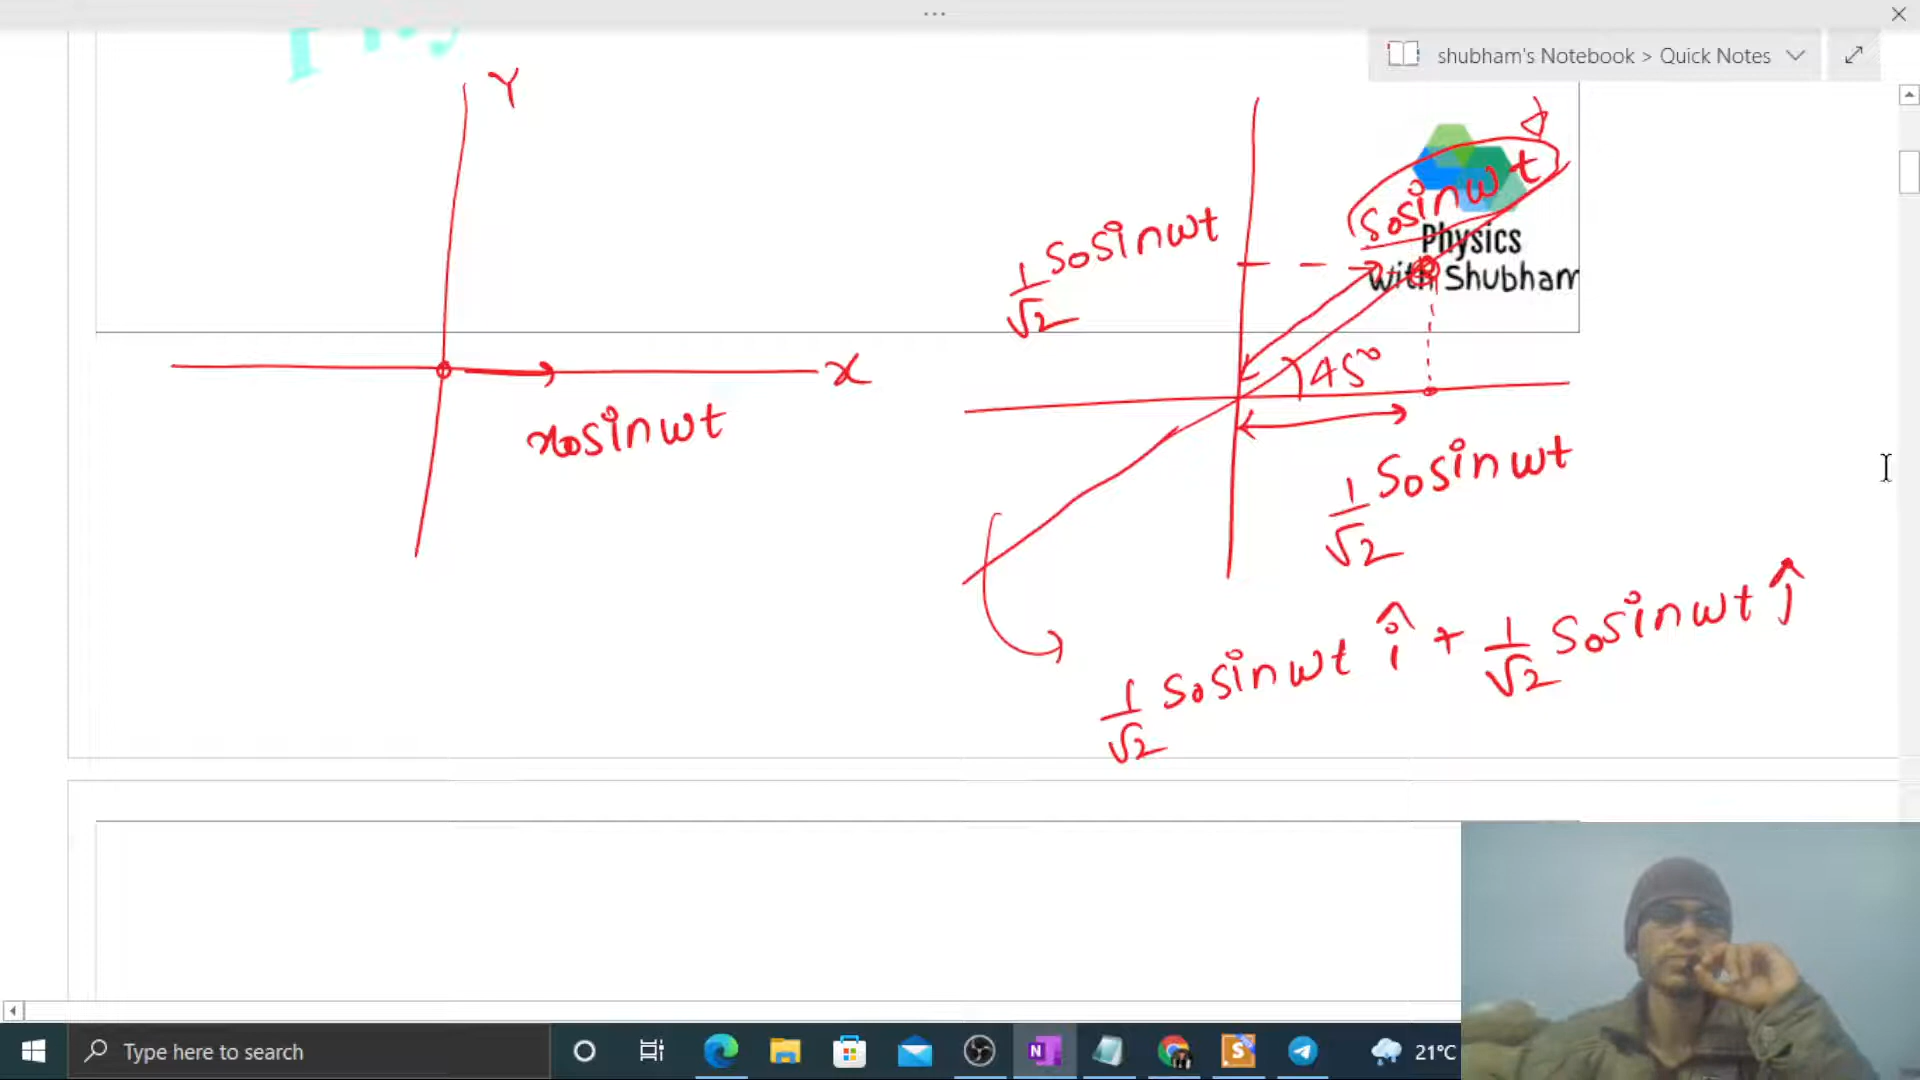 shubham's Notebook > Quick Notes
Y
x
x₀sinωt
S₀sinωt
Physics
with Shubham
1/√2 S₀sinωt
45°
1/√2 S₀sinωt
1/√2 S₀sinωt î + 1/√2 S₀sinωt ĵ
Type here to search
21°C